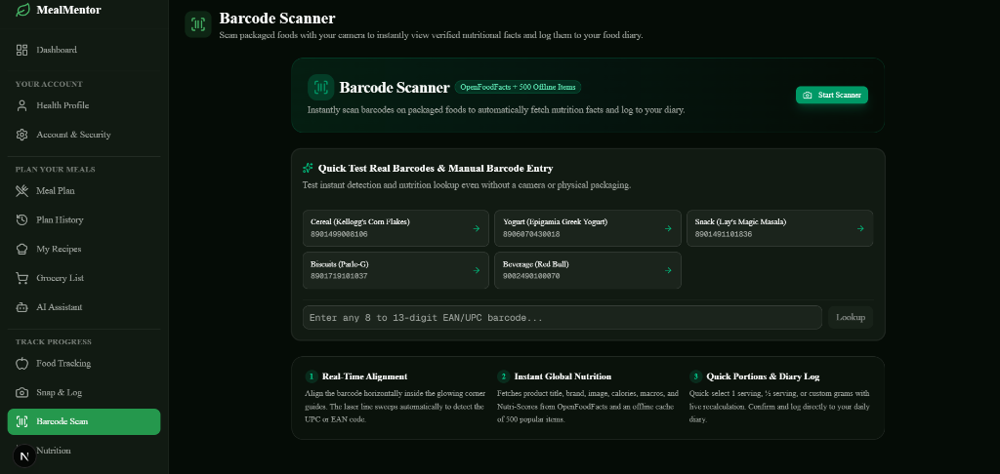 MealMentor
Dashboard
YOUR ACCOUNT
Health Profile
Account & Security
PLAN YOUR MEALS
Meal Plan
Plan History
My Recipes
Grocery List
AI Assistant
TRACK PROGRESS
Food Tracking
Snap & Log
Barcode Scan
Nutrition
N
Barcode Scanner
Scan packaged foods with your camera to instantly view verified nutritional facts and log them to your food diary.
Barcode Scanner OpenFoodFacts + 500 Offline Items
Instantly scan barcodes on packaged foods to automatically fetch nutrition facts and log to your diary.
Start Scanner
Quick Test Real Barcodes & Manual Barcode Entry
Test instant detection and nutrition lookup even without a camera or physical packaging.
Cereal (Kellogg's Corn Flakes)
8901499008106
Yogurt (Epigamia Greek Yogurt)
8906070430018
Snack (Lay's Magic Masala)
8901491101836
Biscuits (Parle-G)
8901719101037
Beverage (Red Bull)
9002490100070
Enter any 8 to 13-digit EAN/UPC barcode...
Lookup
1 Real-Time Alignment
Align the barcode horizontally inside the glowing corner
guides. The laser line sweeps automatically to detect the
UPC or EAN code.
2 Instant Global Nutrition
Fetches product title, brand, image, calories, macros, and
Nutri-Scores from OpenFoodFacts and an offline cache
of 500 popular items.
3 Quick Portions & Diary Log
Quick-select 1 serving, ½ serving, or custom grams with
live recalculation. Confirm and log directly to your daily
diary.